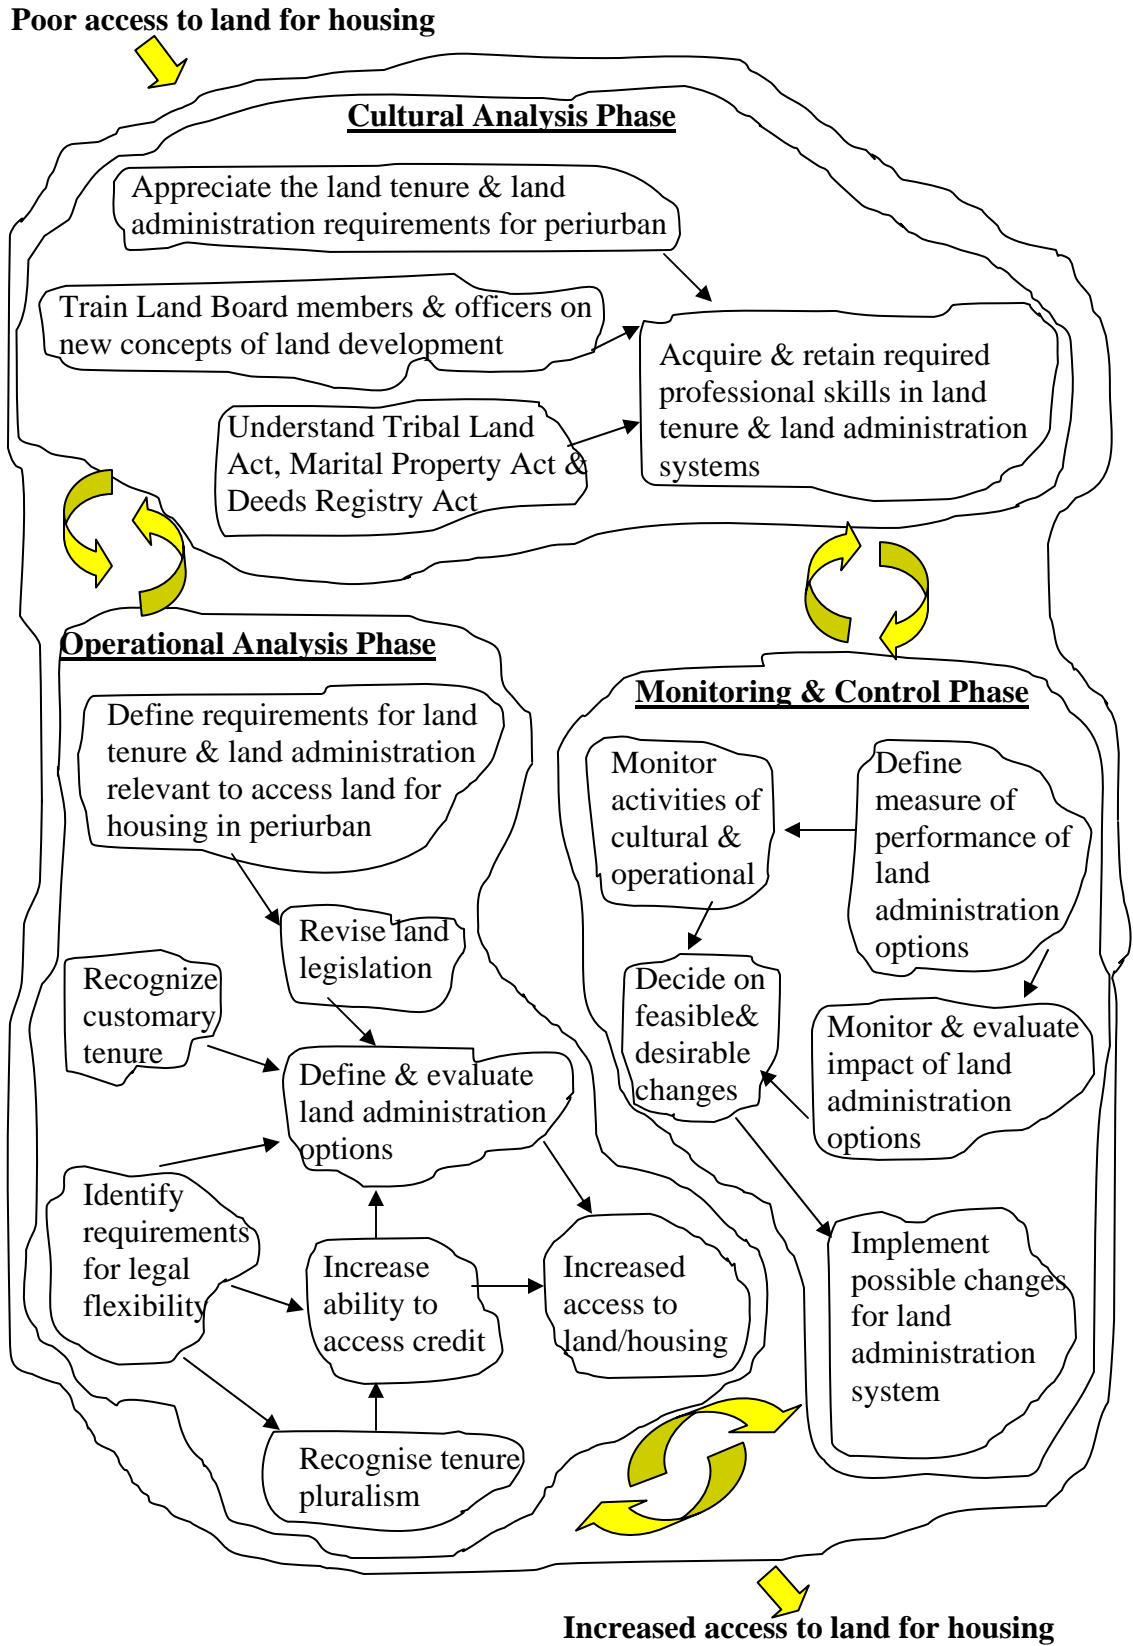 Poor access to land for housing
Cultural Analysis Phase
Appreciate the land tenure & land
administration requirements for periurban
Train Land Board members & officers on
new concepts of land development
Acquire & retain required
professional skills in land
tenure & land administration
systems
Understand Tribal Land
Act, Marital Property Act &
Deeds Registry Act
Operational Analysis Phase
Define requirements for land
tenure & land administration
relevant to access land for
housing in periurban
Revise land
legislation
Recognize
customary
tenure
Define & evaluate
land administration
options
Identify
requirements
for legal
flexibility
Increase
ability to
access credit
Increased
access to
land/housing
Recognise tenure
pluralism
Monitoring & Control Phase
Monitor
activities of
cultural &
operational
Define
measure of
performance of
land
administration
options
Decide on
feasible&
desirable
changes
Monitor & evaluate
impact of land
administration
options
Implement
possible changes
for land
administration
system
Increased access to land for housing